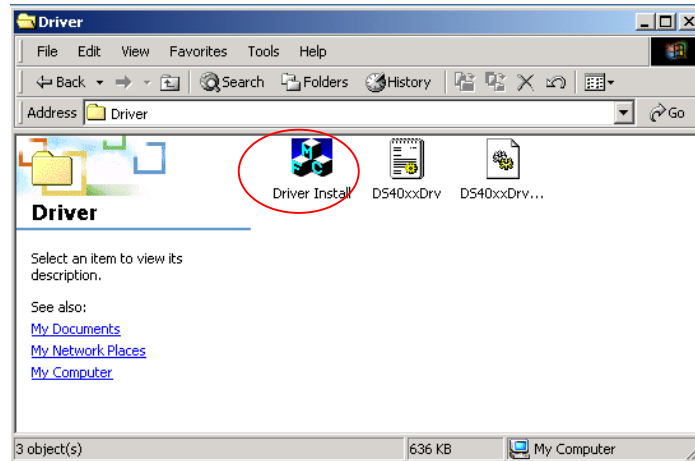 Driver
File Edit View Favorites Tools Help
Back Search Folders History
Address Driver Go
MFC
Driver Install DS40xxDrv DS40xxDrv...
Driver
Select an item to view its
description.
See also:
My Documents
My Network Places
My Computer
3 object(s) 636 KB My Computer